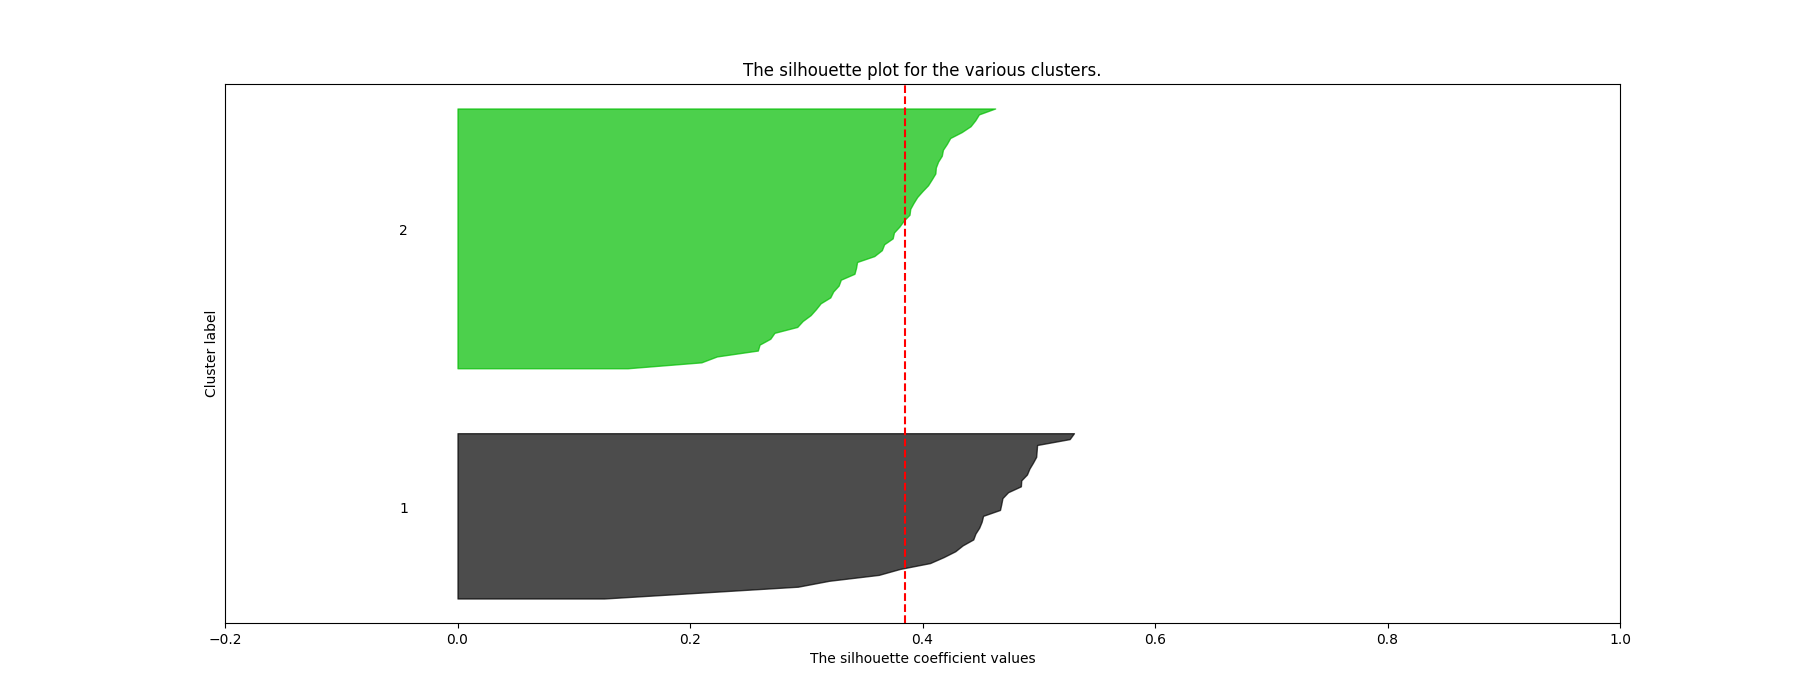 The silhouette plot for the various clusters.
2
1
Cluster label
−0.2 0.0 0.2 0.4 0.6 0.8 1.0
The silhouette coefficient values